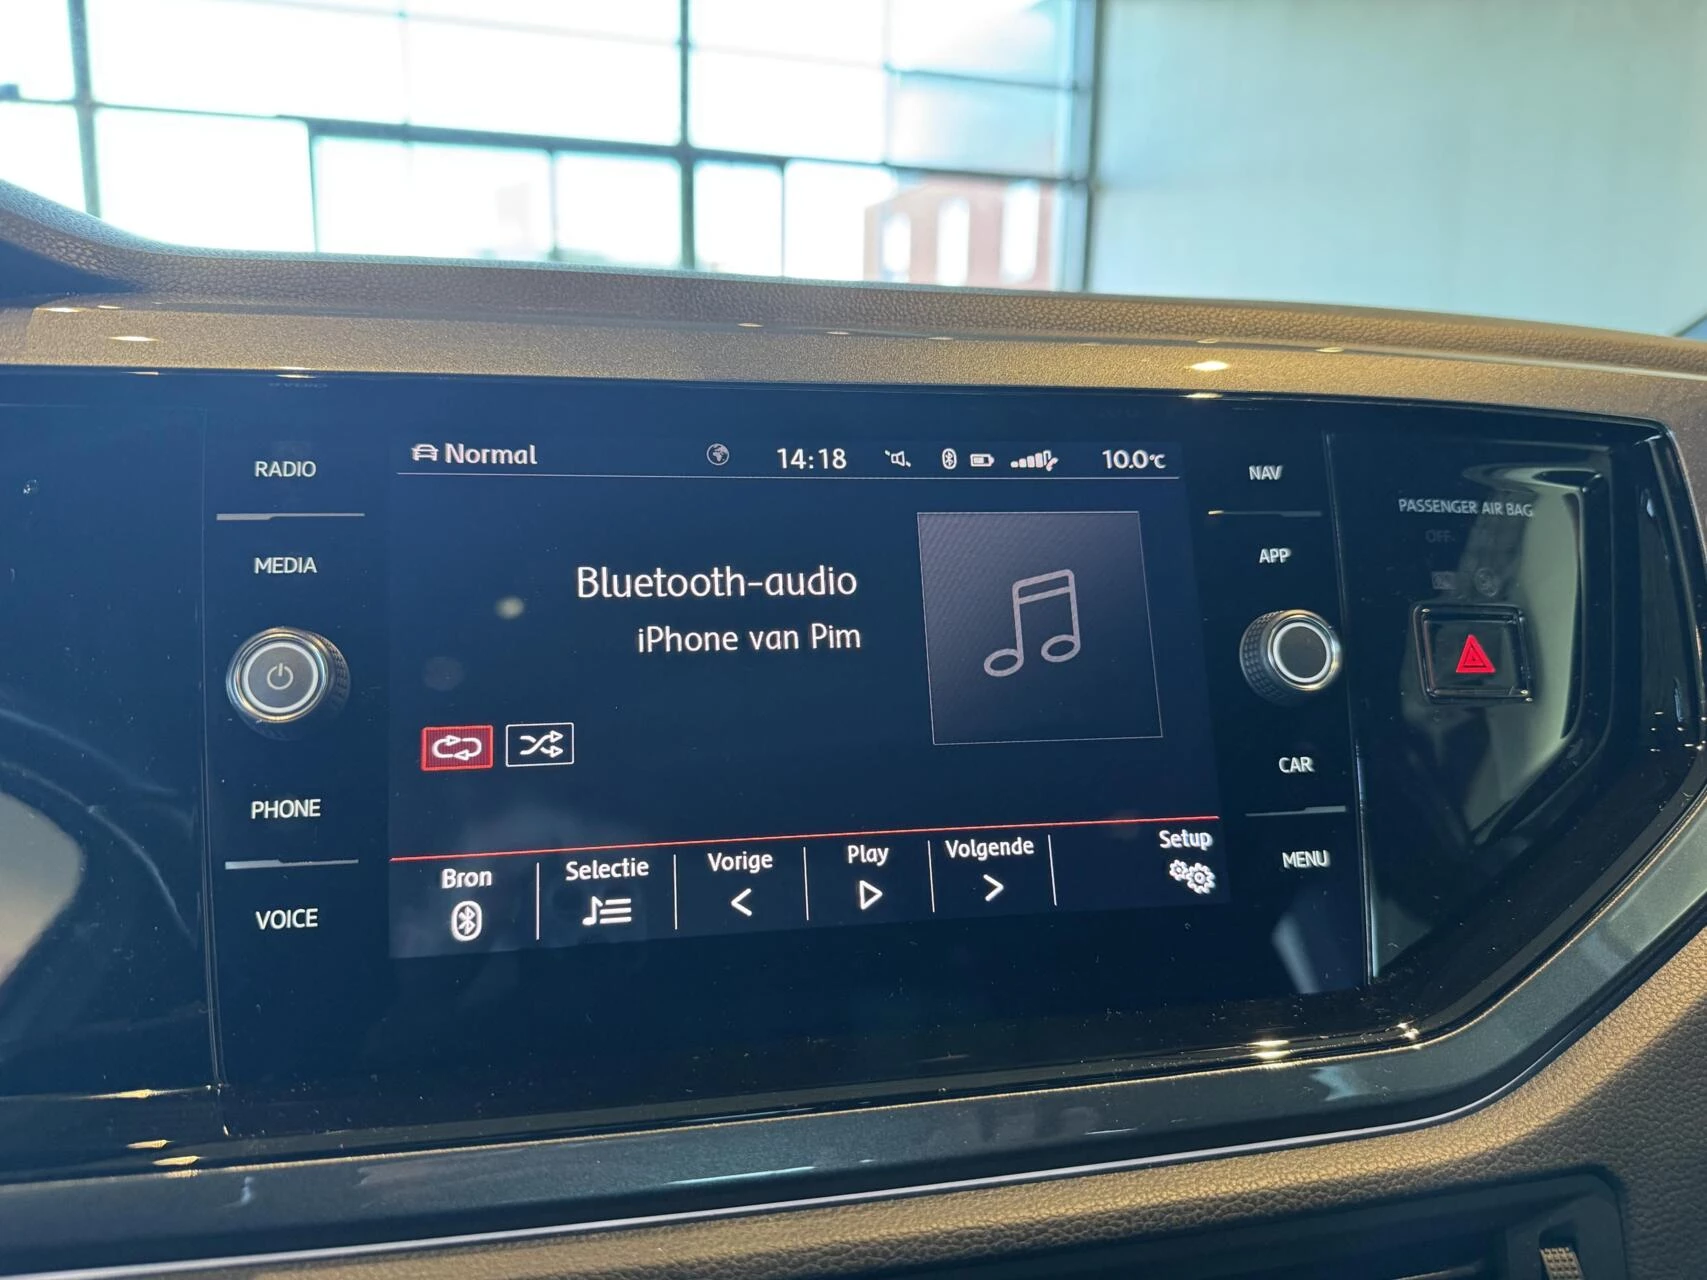 RADIO
MEDIA
PHONE
VOICE
Normal
14:18
10.0°C
Bluetooth-audio
iPhone van Pim
Bron
Selectie
Vorige
Play
Volgende
Setup
NAV
APP
CAR
MENU
PASSENGER AIR BAG
OFF